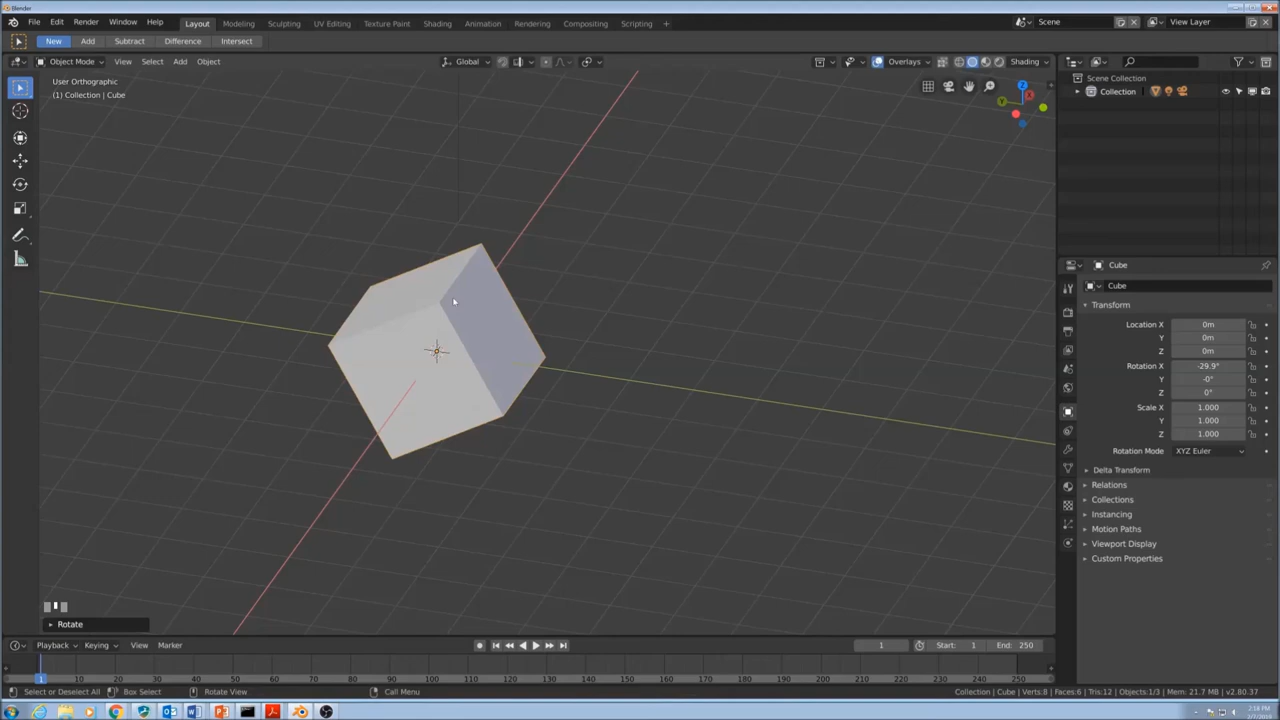 Blender
File Edit Render Window Help Layout Modeling Sculpting UV Editing Texture Paint Shading Animation Rendering Compositing Scripting + Scene View Layer
New Add Subtract Difference Intersect
Object Mode View Select Add Object Global Overlays Shading
User Orthographic
(1) Collection | Cube
Z
X
Y
Scene Collection
Collection
Cube
Cube
Transform
Location X 0m
Y 0m
Z 0m
Rotation X -29.9°
Y -0°
Z 0°
Scale X 1.000
Y 1.000
Z 1.000
Rotation Mode XYZ Euler
Delta Transform
Relations
Collections
Instancing
Motion Paths
Viewport Display
Custom Properties
Rotate
Playback Keying View Marker 1 Start: 1 End: 250
1 10 20 30 40 50 60 70 80 90 100 110 120 130 140 150 160 170 180 190 200 210 220 230 240 250
Select or Deselect All Box Select Rotate View Call Menu Collection | Cube | Verts:8 | Faces:6 | Tris:12 | Objects:1/3 | Mem: 21.7 MB | v2.80.37
2:18 PM
2/7/2019